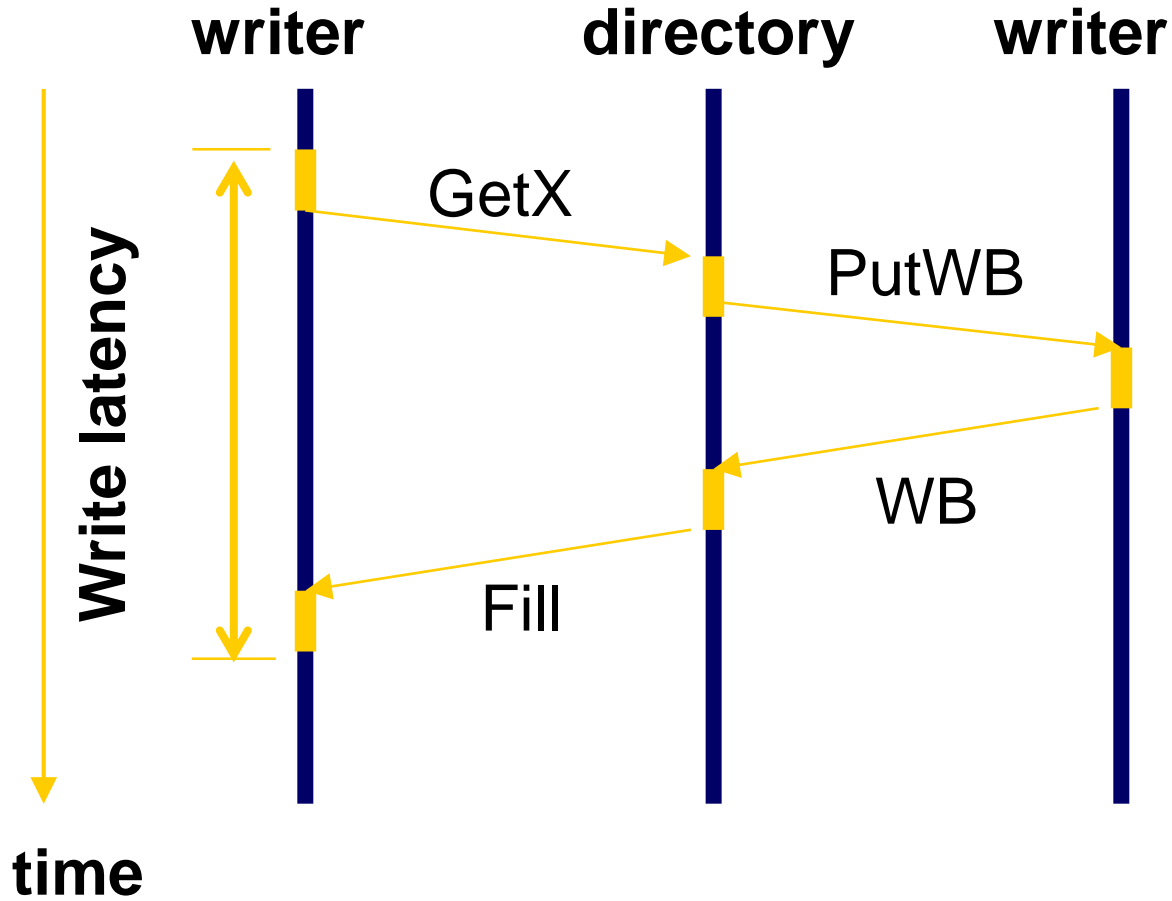 writer
directory
writer
GetX
PutWB
Write latency
WB
Fill
time